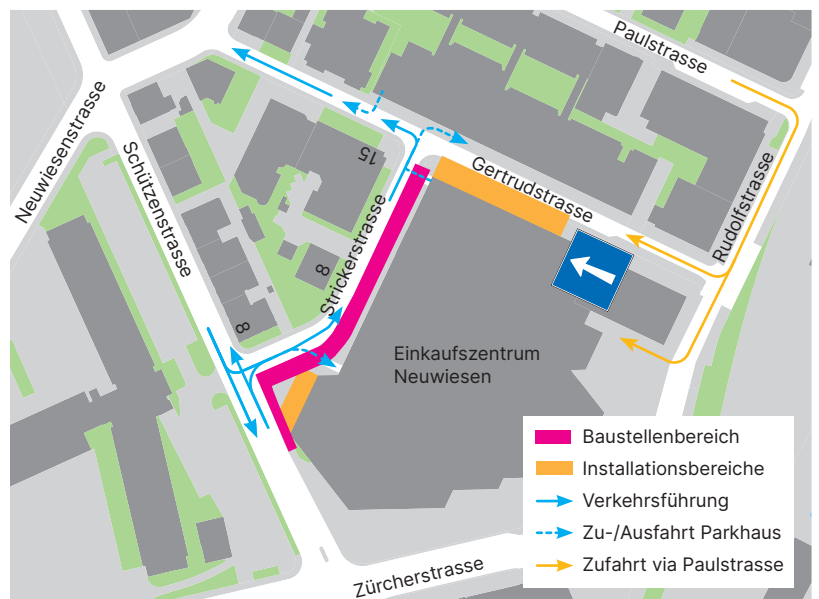 Paulstrasse
Neuwiesenstrasse
Schützenstrasse
15
Gertrudstrasse
Rudolfstrasse
Strickerstrasse
8
8
Einkaufszentrum
Neuwiesen
Zürcherstrasse
Baustellenbereich
Installationsbereiche
Verkehrsführung
Zu-/Ausfahrt Parkhaus
Zufahrt via Paulstrasse